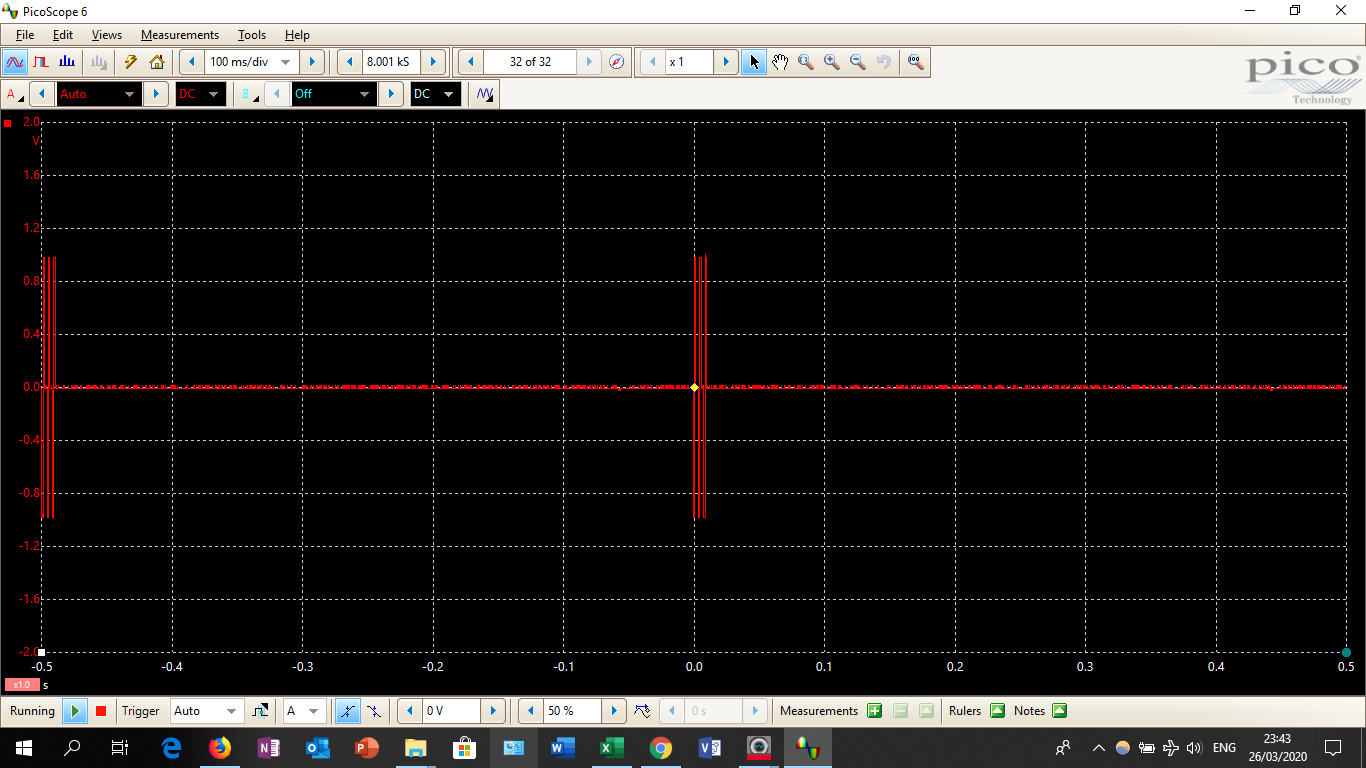 PicoScope 6
File Edit Views Measurements Tools Help
100 ms/div 8.001 kS 32 of 32 x 1
pico
Technology
A Auto DC B Off DC
2.0
V
1.6
1.2
0.8
0.4
0.0
-0.4
-0.8
-1.2
-1.6
-2.0
-0.5 -0.4 -0.3 -0.2 -0.1 0.0 0.1 0.2 0.3 0.4 0.5
x1.0 s
Running Trigger Auto A 0 V 50 % 0 s Measurements Rulers Notes
ENG
23:43
26/03/2020